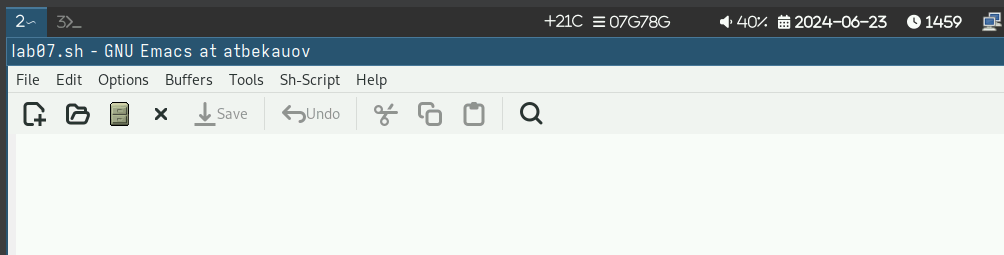 2 3 +21C 07G78G 40% 2024-06-23 1459
lab07.sh - GNU Emacs at atbekauov
File Edit Options Buffers Tools Sh-Script Help
Save Undo